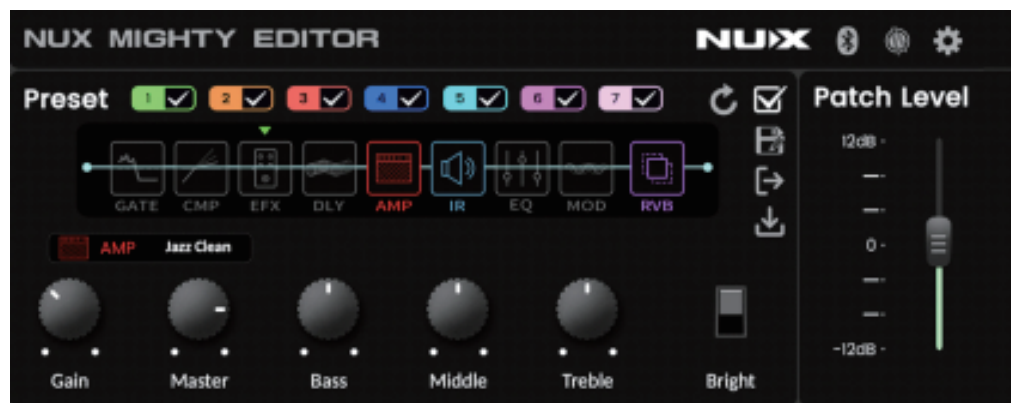 NUX MIGHTY EDITOR NUX
Preset 1 2 3 4 5 6 7
Patch Level
12dB -
GATE CMP EFX DLY AMP IR EQ MOD RVB
AMP Jazz Clean
0 -
-12dB -
Gain Master Bass Middle Treble Bright